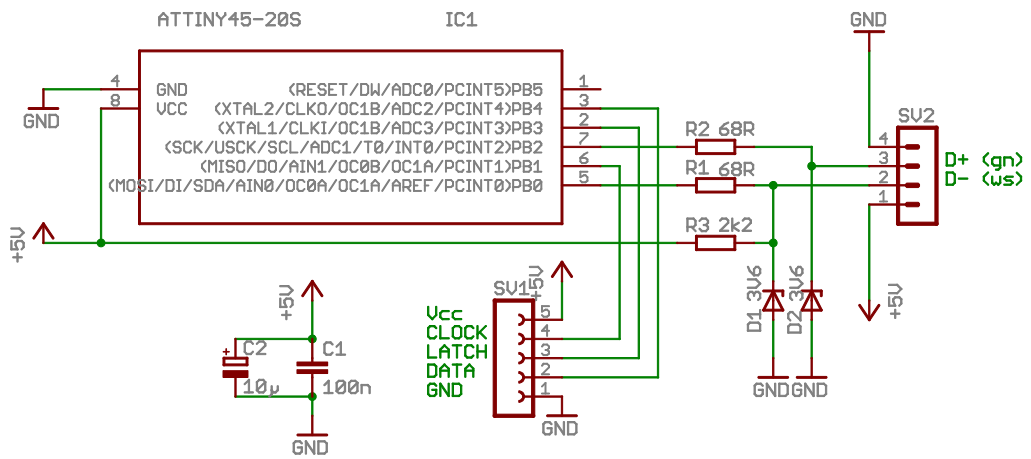 ATTINY45-20S IC1
GND
4 GND
8 VCC
GND
(RESET/DW/ADC0/PCINT5)PB5 1
(XTAL2/CLKO/OC1B/ADC2/PCINT4)PB4 3
(XTAL1/CLKI/OC1B/ADC3/PCINT3)PB3 2
(SCK/USCK/SCL/ADC1/T0/INT0/PCINT2)PB2 7
(MISO/DO/AIN1/OC0B/OC1A/PCINT1)PB1 6
(MOSI/DI/SDA/AIN0/OC0A/OC1A/AREF/PCINT0)PB0 5
R2 68R
R1 68R
R3 2k2
SV2
4
3 D+ (gn)
2 D- (ws)
1
+5V
+5V
D1 3V6
D2 3V6
GND
GND
+5V
C2
10µ
C1
100n
GND
SV1
+5V
Vcc 5
CLOCK 4
LATCH 3
DATA 2
GND 1
GND